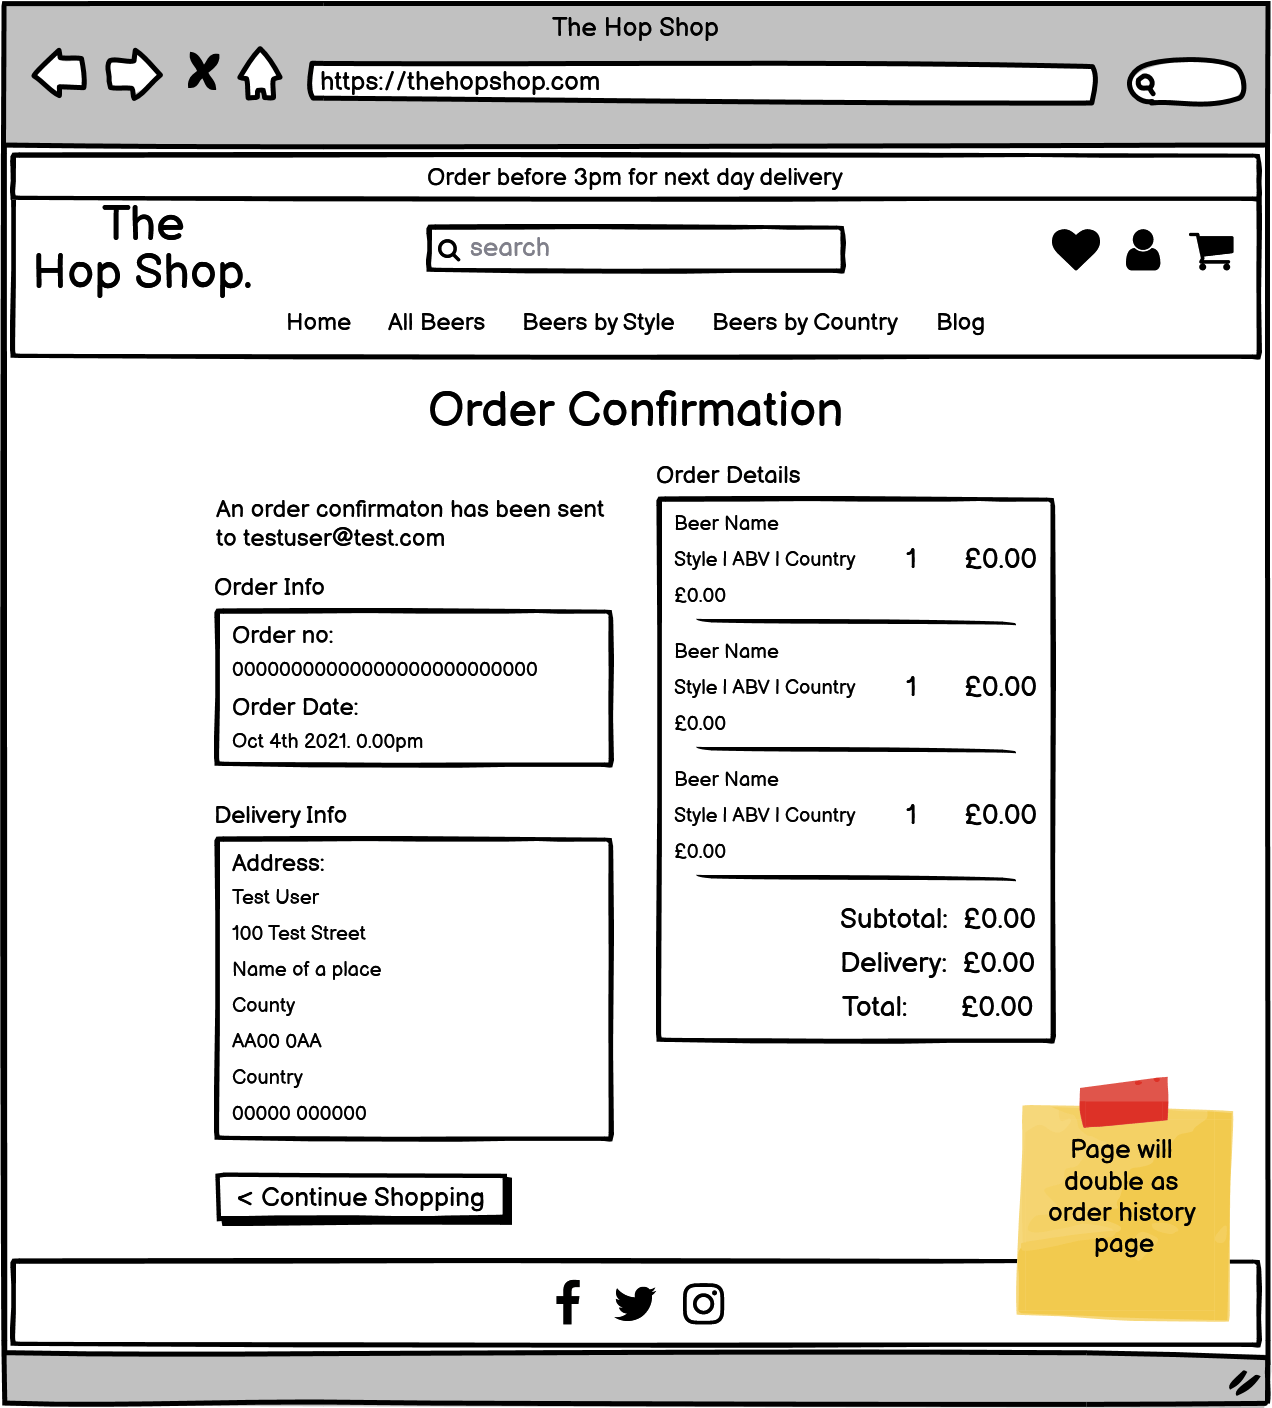 The Hop Shop
https://thehopshop.com
Order before 3pm for next day delivery
The
Hop Shop.
search
Home All Beers Beers by Style Beers by Country Blog
Order Confirmation
An order confirmaton has been sent
to testuser@test.com
Order Info
Order no:
00000000000000000000000000
Order Date:
Oct 4th 2021. 0.00pm
Delivery Info
Address:
Test User
100 Test Street
Name of a place
County
AA00 0AA
Country
00000 000000
< Continue Shopping
Order Details
Beer Name
Style | ABV | Country 1 £0.00
£0.00
Beer Name
Style | ABV | Country 1 £0.00
£0.00
Beer Name
Style | ABV | Country 1 £0.00
£0.00
Subtotal: £0.00
Delivery: £0.00
Total: £0.00
Page will
double as
order history
page